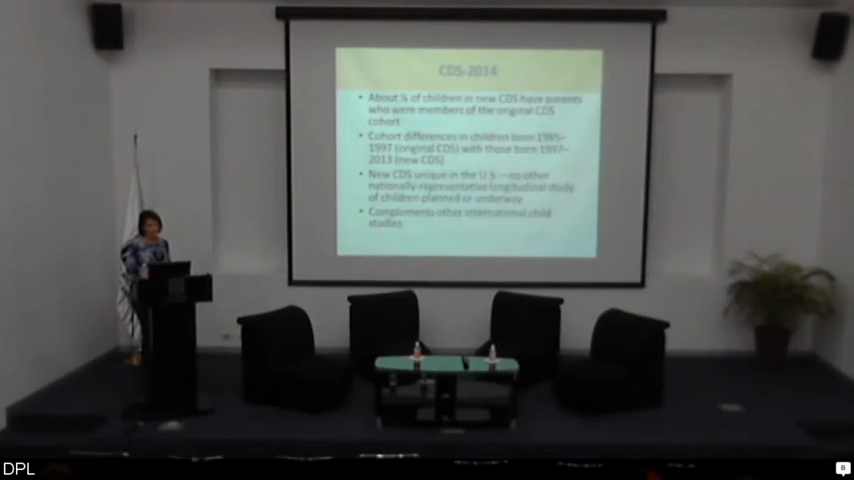 CDS-2014
• About ¼ of children in new CDS have parents
who were members of the original CDS
cohort
• Cohort differences in children born 1985–
1997 (original CDS) with those born 1997–
2013 (new CDS)
• New CDS unique in the U.S.—no other
nationally-representative longitudinal study
of children planned or underway
• Complements other international child
studies
DPL